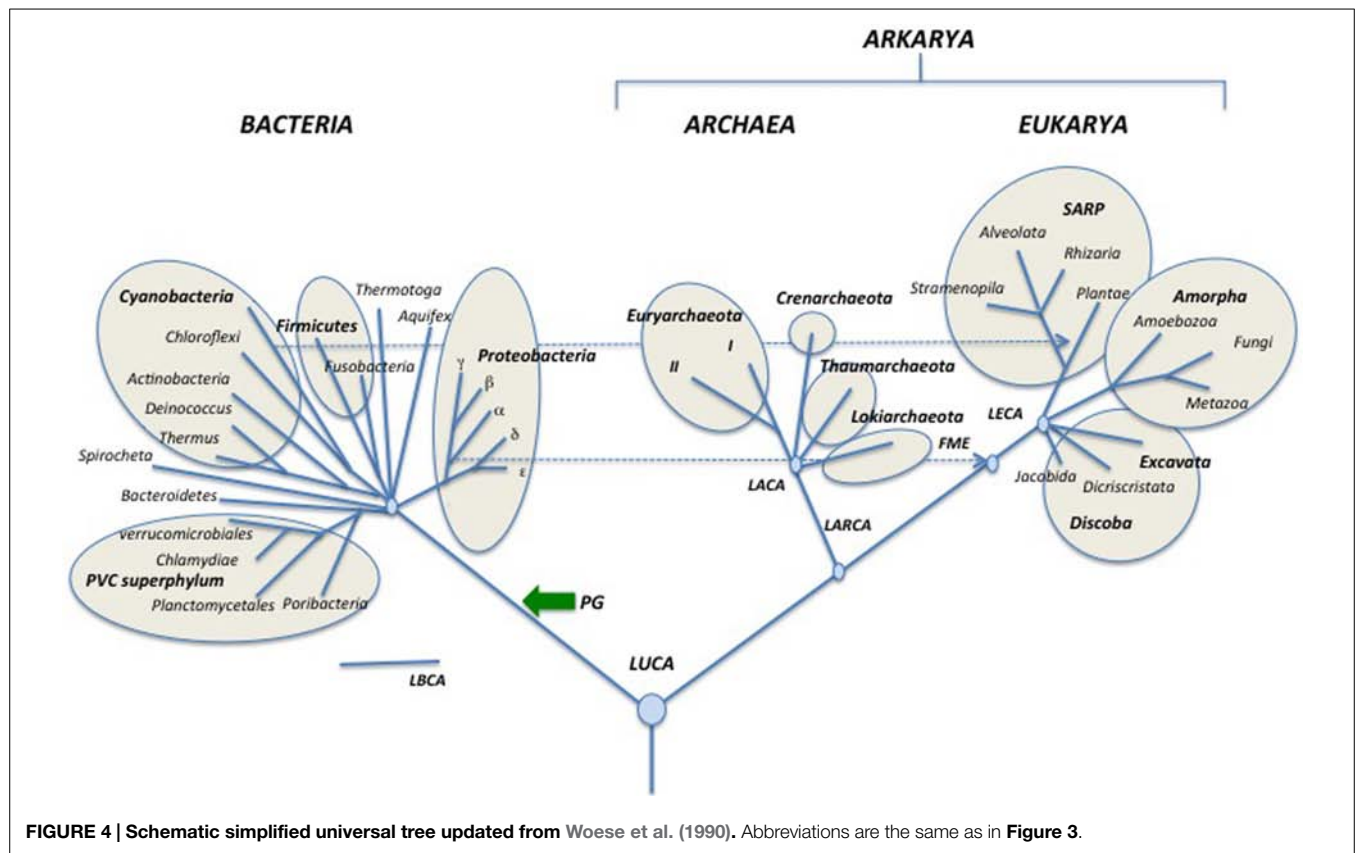 ARKARYA
BACTERIA
ARCHAEA
EUKARYA
SARP
Alveolata
Rhizaria
Stramenopila
Plantae
Amorpha
Amoebozoa
Fungi
Metazoa
Cyanobacteria
Chloroflexi
Actinobacteria
Deinococcus
Thermus
Spirocheta
Bacteroidetes
verrucomicrobiales
Chlamydiae
PVC superphylum
Planctomycetales
Poribacteria
Firmicutes
Fusobacteria
Thermotoga
Aquifex
Proteobacteria
γ
β
α
δ
ε
Euryarchaeota
I
II
Crenarchaeota
Thaumarchaeota
Lokiarchaeota
FME
LECA
LACA
LARCA
Jacobida
Excavata
Dicriscristata
Discoba
PG
LUCA
LBCA
FIGURE 4 | Schematic simplified universal tree updated from Woese et al. (1990). Abbreviations are the same as in Figure 3.